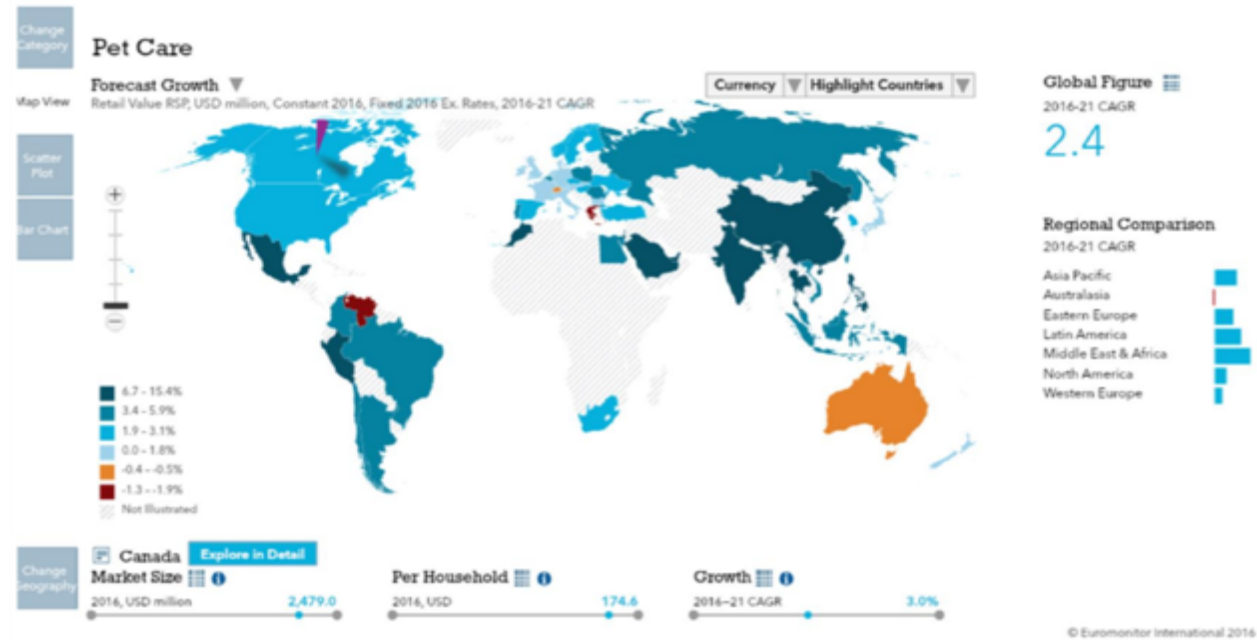 Change
Category
Pet Care
Forecast Growth
Retail Value RSP, USD million, Constant 2016, Fixed 2016 Ex. Rates, 2016-21 CAGR
Currency
Highlight Countries
Map View
Scatter
Plot
Bar Chart
6.7 - 15.4%
3.4 - 5.9%
1.9 - 3.1%
0.0 - 1.8%
-0.4 - -0.5%
-1.3 - -1.9%
Not Illustrated
Global Figure
2016-21 CAGR
2.4
Regional Comparison
2016-21 CAGR
Asia Pacific
Australasia
Eastern Europe
Latin America
Middle East & Africa
North America
Western Europe
Change
Geography
Canada
Explore in Detail
Market Size
2016, USD million
2,479.0
Per Household
2016, USD
174.6
Growth
2016-21 CAGR
3.0%
© Euromonitor International 2016